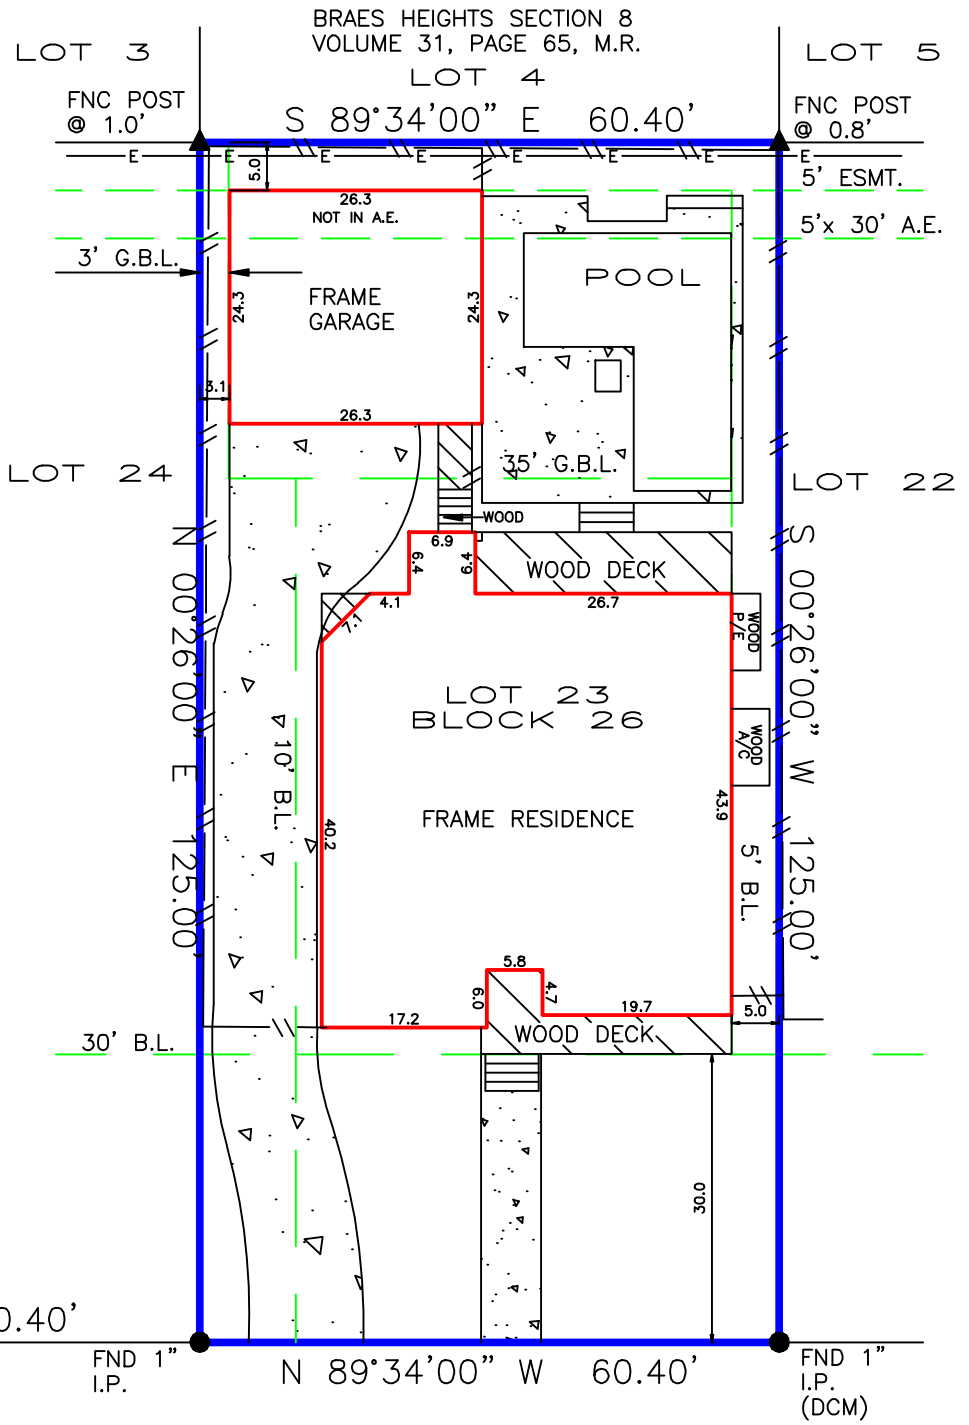 BRAES HEIGHTS SECTION 8
VOLUME 31, PAGE 65, M.R.
LOT 3
LOT 4
LOT 5
FNC POST
@ 1.0'
S 89°34'00" E 60.40'
FNC POST
@ 0.8'
E E E E E E E E
5.0
5' ESMT.
26.3
NOT IN A.E.
5'x 30' A.E.
3' G.B.L.
24.3
FRAME
GARAGE
24.3
POOL
3.1
26.3
35' G.B.L.
LOT 24
LOT 22
WOOD
6.9
6.4
6.4
WOOD DECK
4.1
26.7
7.1
WOOD
P/E
N 00°26'00" E 125.00'
S 00°26'00" W 125.00'
LOT 23
BLOCK 26
WOOD
A/C
10' B.L.
40.2
FRAME RESIDENCE
43.9
5' B.L.
5.8
6.0
4.7
17.2
19.7
5.0
WOOD DECK
30' B.L.
30.0
0.40'
FND 1"
I.P.
N 89°34'00" W 60.40'
FND 1"
I.P.
(DCM)